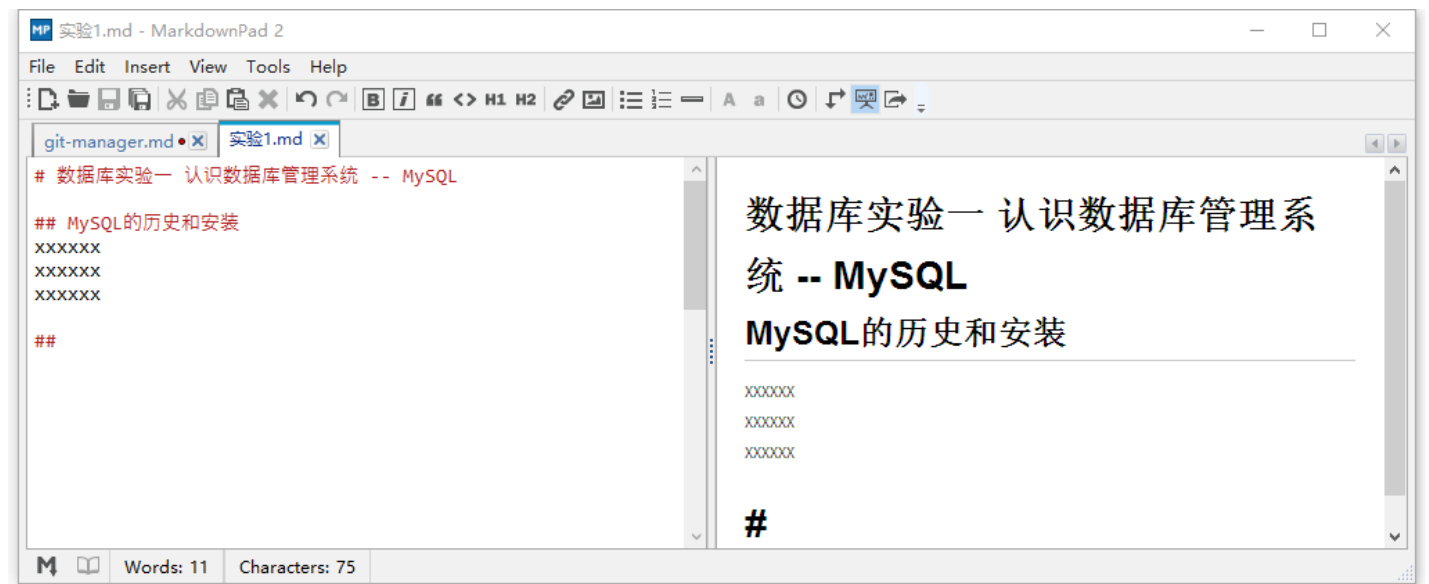 MP 实验1.md - MarkdownPad 2
File Edit Insert View Tools Help
B i H1 H2 A a
git-manager.md 实验1.md
# 数据库实验一 认识数据库管理系统 -- MySQL
## MySQL的历史和安装
xxxxxx
xxxxxx
xxxxxx
##
数据库实验一 认识数据库管理系
统 -- MySQL
MySQL的历史和安装
xxxxxx
xxxxxx
xxxxxx
#
Words: 11 Characters: 75